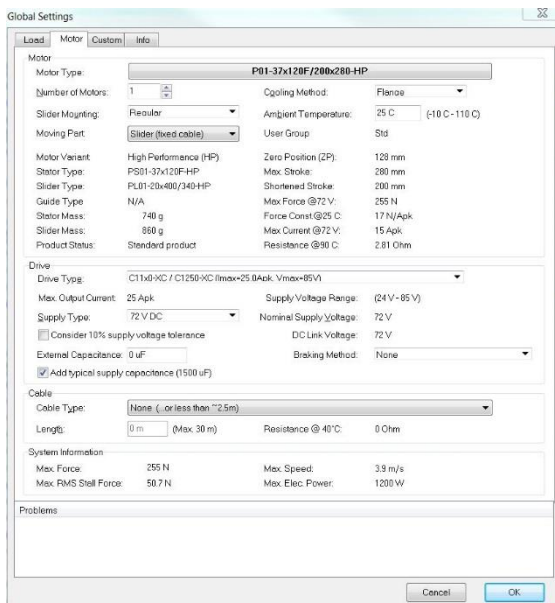 Global Settings
Load Motor Custom Info
Motor
Motor Type: P01-37x120F/200x280-HP
Number of Motors: 1 Cooling Method: Flange
Slider Mounting: Regular Ambient Temperature: 25 C (-10 C - 110 C)
Moving Part: Slider (fixed cable) User Group Std
Motor Variant High Performance (HP) Zero Position (ZP): 128 mm
Stator Type: PS01-37x120F-HP Max. Stroke: 280 mm
Slider Type: PL01-20x400/340-HP Shortened Stroke: 200 mm
Guide Type N/A Max Force @72 V: 255 N
Stator Mass: 740 g Force Const.@25 C: 17 N/Apk
Slider Mass: 860 g Max Current @72 V: 15 Apk
Product Status: Standard product Resistance @90 C: 2.81 Ohm
Drive
Drive Type: C11x0-XC / C1250-XC (Imax=25.0Apk, Vmax=85V)
Max. Output Current: 25 Apk Supply Voltage Range: (24 V - 85 V)
Supply Type: 72 V DC Nominal Supply Voltage: 72 V
Consider 10% supply voltage tolerance DC Link Voltage: 72 V
External Capacitance: 0 uF Braking Method: None
Add typical supply capacitance (1500 uF)
Cable
Cable Type: None (...or less than ~2.5m)
Length: 0 m (Max. 30 m) Resistance @ 40°C: 0 Ohm
System Information
Max. Force: 255 N Max. Speed: 3.9 m/s
Max. RMS Stall Force: 50.7 N Max. Elec. Power: 1200 W
Problems
Cancel OK